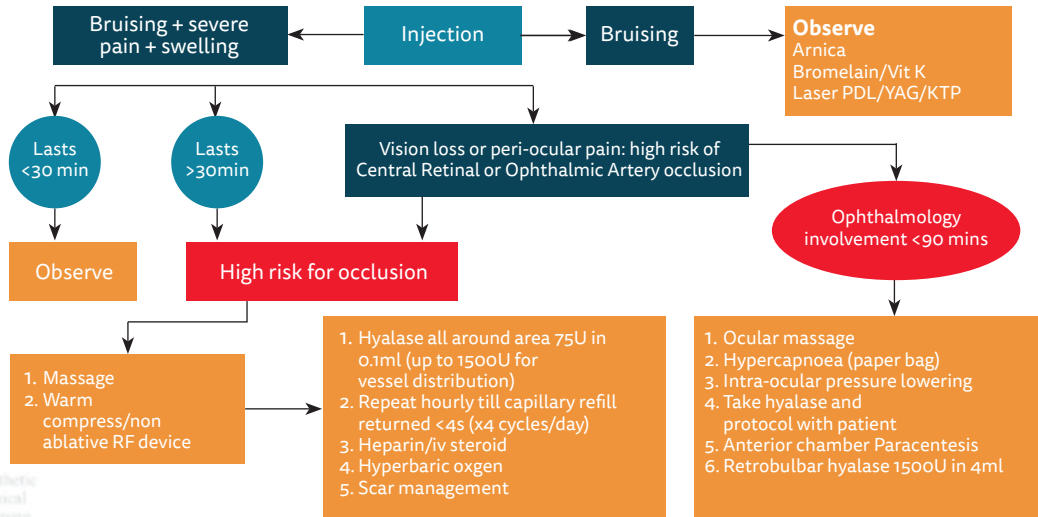 Bruising + severe
pain + swelling
Injection
Bruising
Observe
Arnica
Bromelain/Vit K
Laser PDL/YAG/KTP
Lasts
<30 min
Lasts
>30min
Vision loss or peri-ocular pain: high risk of
Central Retinal or Ophthalmic Artery occlusion
Ophthalmology
involvement <90 mins
Observe
High risk for occlusion
1. Massage
2. Warm
compress/non
ablative RF device
1. Hyalase all around area 75U in
0.1ml (up to 1500U for
vessel distribution)
2. Repeat hourly till capillary refill
returned <4s (x4 cycles/day)
3. Heparin/iv steroid
4. Hyperbaric oxgen
5. Scar management
1. Ocular massage
2. Hypercapnoea (paper bag)
3. Intra-ocular pressure lowering
4. Take hyalase and
protocol with patient
5. Anterior chamber Paracentesis
6. Retrobulbar hyalase 1500U in 4ml